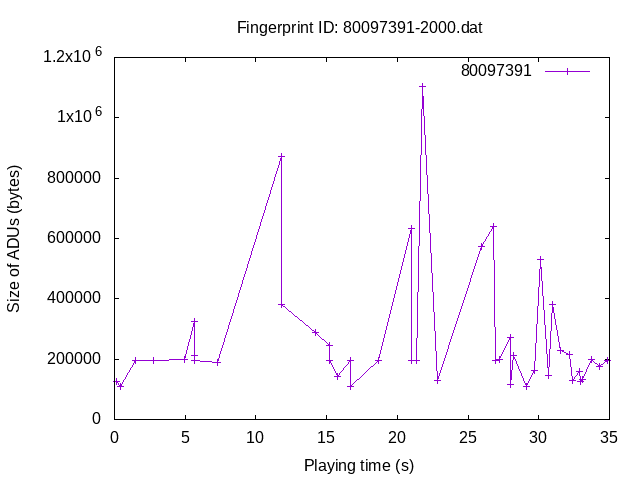 Fingerprint ID: 80097391-2000.dat
80097391
1.2x10^6
1x10^6
800000
600000
400000
200000
0
Size of ADUs (bytes)
0 5 10 15 20 25 30 35
Playing time (s)